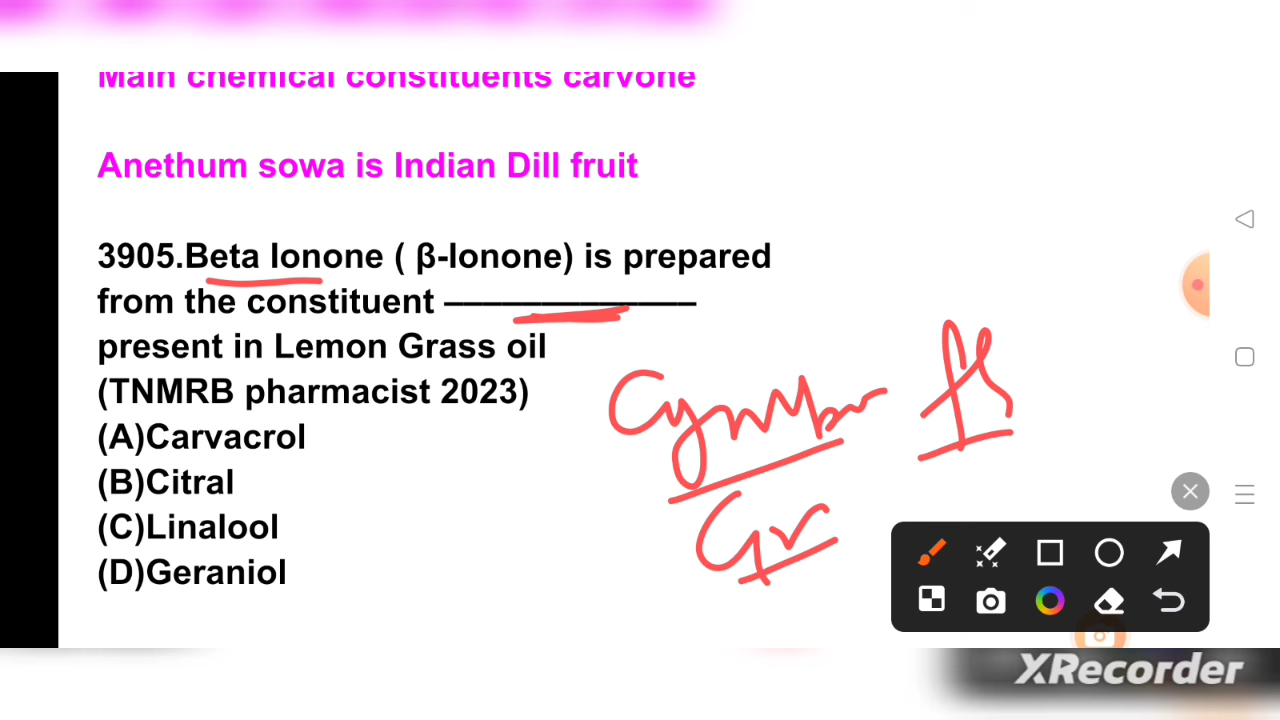 Main chemical constituents carvone
Anethum sowa is Indian Dill fruit
3905.Beta Ionone ( β-Ionone) is prepared
from the constituent ———————
present in Lemon Grass oil
(TNMRB pharmacist 2023)
(A)Carvacrol
(B)Citral
(C)Linalool
(D)Geraniol
XRecorder